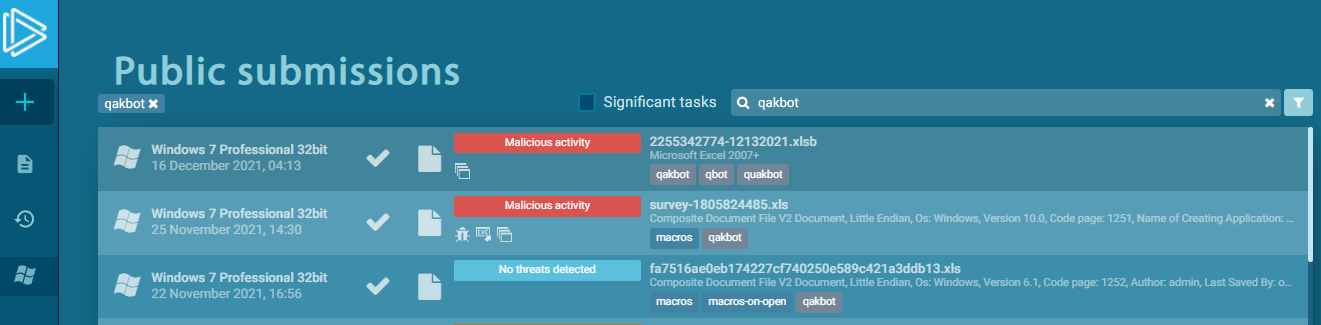 Public submissions
qakbot ✖ Significant tasks qakbot ✖
Windows 7 Professional 32bit Malicious activity 2255342774-12132021.xlsb
16 December 2021, 04:13 Microsoft Excel 2007+
qakbot qbot quakbot
Windows 7 Professional 32bit Malicious activity survey-1805824485.xls
25 November 2021, 14:30 Composite Document File V2 Document, Little Endian, Os: Windows, Version 10.0, Code page: 1251, Name of Creating Application: ...
macros qakbot
Windows 7 Professional 32bit No threats detected fa7516ae0eb174227cf740250e589c421a3ddb13.xls
22 November 2021, 16:56 Composite Document File V2 Document, Little Endian, Os: Windows, Version 6.1, Code page: 1252, Author: admin, Last Saved By: o...
macros macros-on-open qakbot